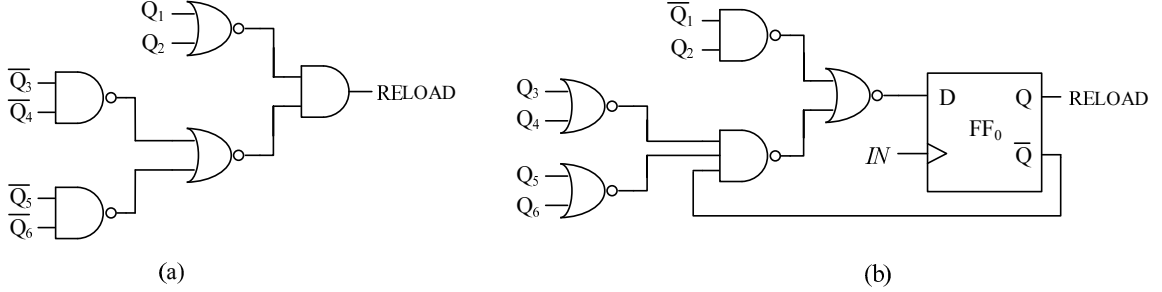 Q₁
Q₂
Q̅₃
Q̅₄
RELOAD
Q̅₅
Q̅₆
(a)
Q̅₁
Q₂
Q₃
Q₄
D
Q
RELOAD
FF₀
IN
Q̅
Q₅
Q₆
(b)